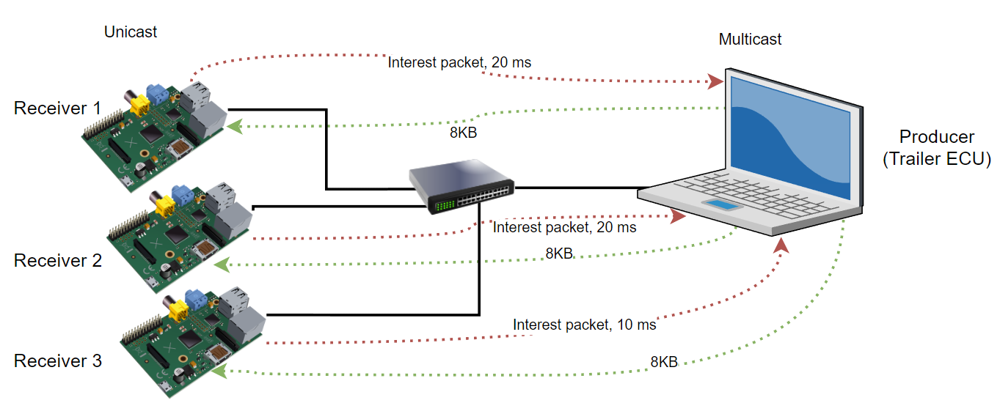 Unicast
Multicast
Interest packet, 20 ms
Receiver 1
8KB
Producer
(Trailer ECU)
Interest packet, 20 ms
8KB
Receiver 2
Interest packet, 10 ms
Receiver 3
8KB